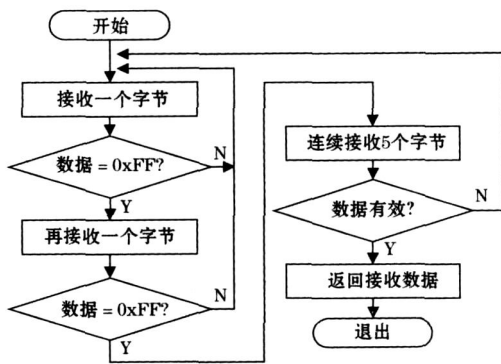 开始
接收一个字节
数据 = 0xFF?
N
Y
再接收一个字节
数据 = 0xFF?
N
Y
连续接收5个字节
数据有效?
N
Y
返回接收数据
退出